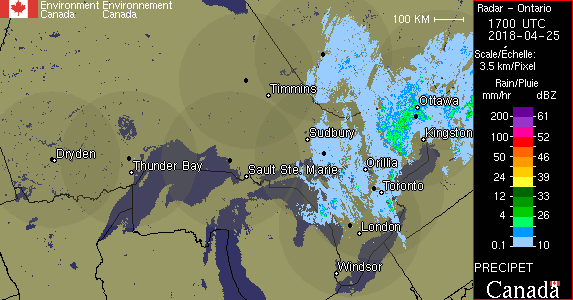 Environment Environnement
Canada Canada
100 KM
Timmins
Ottawa
Sudbury
Kingston
Dryden
Thunder Bay
Sault Ste. Marie
Orillia
Toronto
London
Windsor
Radar - Ontario
1700 UTC
2018-04-25
Scale/Échelle:
3.5 km/Pixel
Rain/Pluie
mm/hr dBZ
200 61
100 52
50 46
24 39
12 33
4 26
0.1 10
PRECIPET
Canada